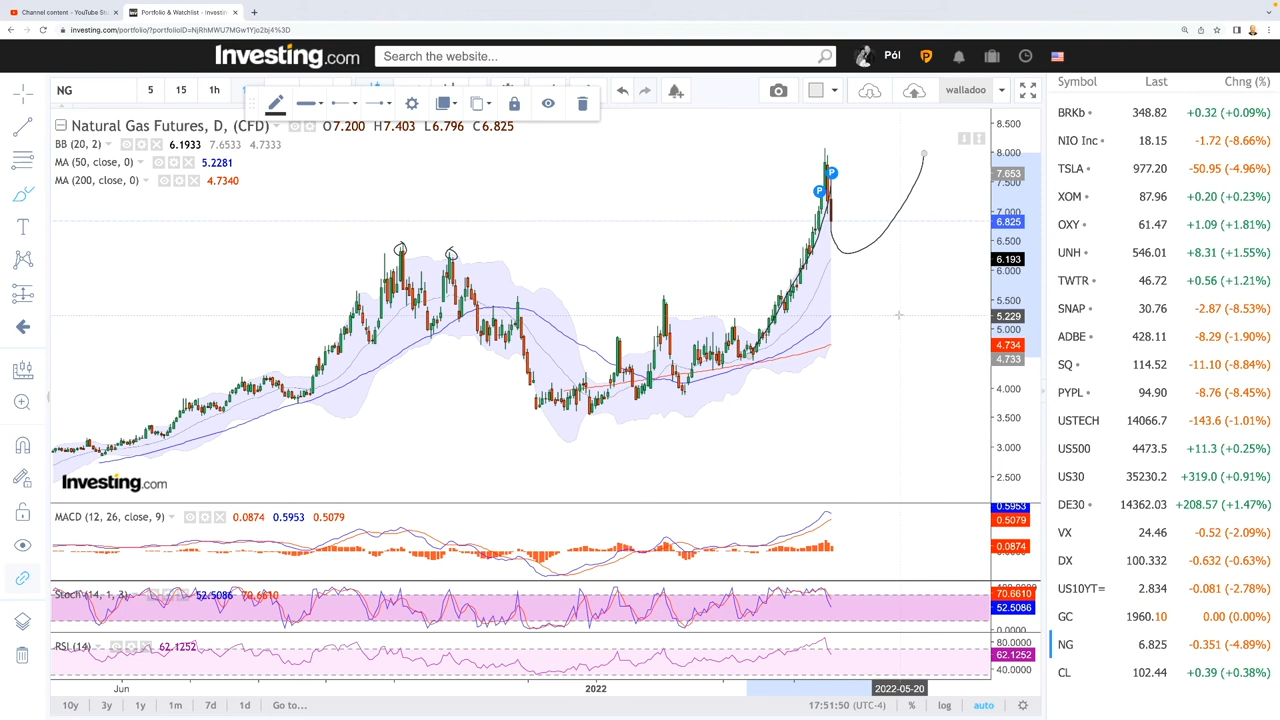 Channel content - YouTube Stu
Portfolio & Watchlist - Investin
investing.com/portfolio/?portfolioID=NjRhMWU7MGw1Yjo2bj4%3D
Investing.com
Search the website...
Pól
NG
5
15
1h
walladoo
Symbol
Last
Chng (%)
Natural Gas Futures, D, (CFD)
O7.200 H7.403 L6.796 C6.825
BB (20, 2)
6.1933 7.6533 4.7333
MA (50, close, 0)
5.2281
MA (200, close, 0)
4.7340
P
P
8.500
8.000
7.653
7.500
7.000
6.825
6.500
6.193
6.000
5.500
5.229
5.000
4.734
4.733
4.000
3.500
3.000
2.500
BRKb 348.82 +0.32 (+0.09%)
NIO Inc 18.15 -1.72 (-8.66%)
TSLA 977.20 -50.95 (-4.96%)
XOM 87.96 +0.20 (+0.23%)
OXY 61.47 +1.09 (+1.81%)
UNH 546.01 +8.31 (+1.55%)
TWTR 46.72 +0.56 (+1.21%)
SNAP 30.76 -2.87 (-8.53%)
ADBE 428.11 -8.29 (-1.90%)
SQ 114.52 -11.10 (-8.84%)
PYPL 94.90 -8.76 (-8.45%)
USTECH 14066.7 -143.6 (-1.01%)
US500 4473.5 +11.3 (+0.25%)
US30 35230.2 +319.0 (+0.91%)
DE30 14362.03 +208.57 (+1.47%)
VX 24.46 -0.52 (-2.09%)
DX 100.332 -0.632 (-0.63%)
US10YT= 2.834 -0.081 (-2.78%)
GC 1960.10 0.00 (0.00%)
NG 6.825 -0.351 (-4.89%)
CL 102.44 +0.39 (+0.38%)
Investing.com
MACD (12, 26, close, 9)
0.0874 0.5953 0.5079
0.5953
0.5079
0.0874
Stoch (14, 1, 3)
52.5086 70.6610
70.6610
52.5086
0.0000
RSI (14)
62.1252
80.0000
62.1252
40.0000
Jun
2022
2022-05-20
10y 3y 1y 1m 7d 1d Go to...
17:51:50 (UTC-4)
% log auto